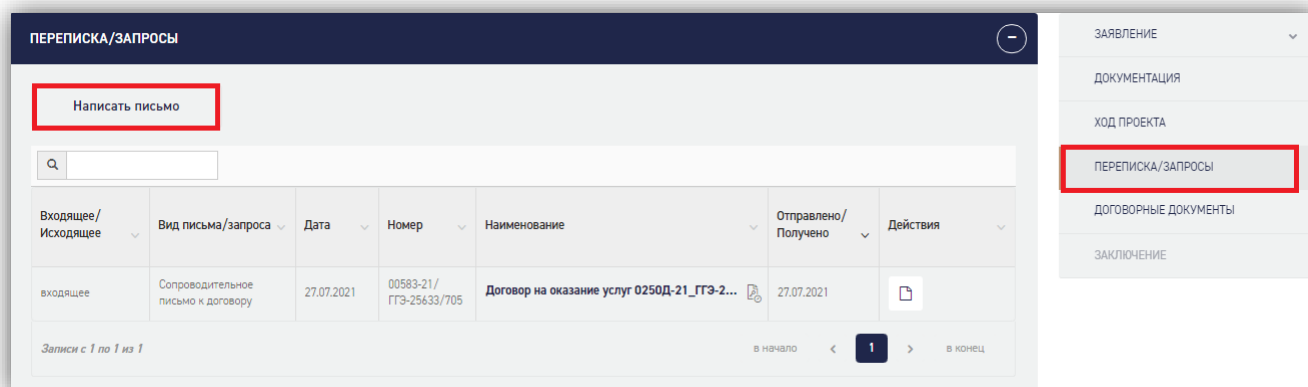 ПЕРЕПИСКА/ЗАПРОСЫ
Написать письмо
Входящее/
Исходящее
Вид письма/запроса
Дата
Номер
Наименование
Отправлено/
Получено
Действия
входящее
Сопроводительное
письмо к договору
27.07.2021
00583-21/
ГГЭ-25633/705
Договор на оказание услуг 0250Д-21_ГГЭ-2...
27.07.2021
Записи с 1 по 1 из 1
в начало < 1 > в конец
ЗАЯВЛЕНИЕ
ДОКУМЕНТАЦИЯ
ХОД ПРОЕКТА
ПЕРЕПИСКА/ЗАПРОСЫ
ДОГОВОРНЫЕ ДОКУМЕНТЫ
ЗАКЛЮЧЕНИЕ